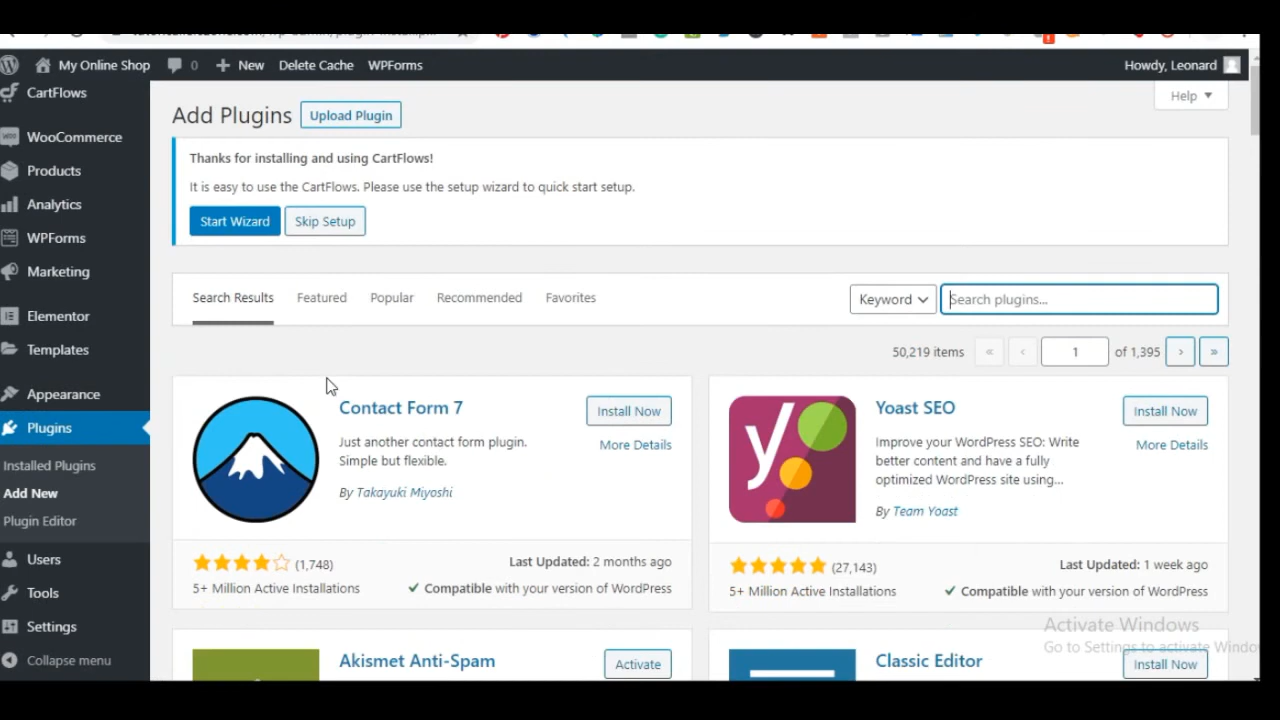 My Online Shop 0 New Delete Cache WPForms Howdy, Leonard
CartFlows
WooCommerce
Products
Analytics
WPForms
Marketing
Elementor
Templates
Appearance
Plugins
Installed Plugins
Add New
Plugin Editor
Users
Tools
Settings
Collapse menu
Help
Add Plugins Upload Plugin
Thanks for installing and using CartFlows!
It is easy to use the CartFlows. Please use the setup wizard to quick start setup.
Start Wizard Skip Setup
Search Results Featured Popular Recommended Favorites Keyword Search plugins...
50,219 items « ‹ 1 of 1,395 › »
Contact Form 7
Install Now
More Details
Just another contact form plugin.
Simple but flexible.
By Takayuki Miyoshi
(1,748)
5+ Million Active Installations
Last Updated: 2 months ago
✓ Compatible with your version of WordPress
Yoast SEO
Install Now
More Details
Improve your WordPress SEO: Write
better content and have a fully
optimized WordPress site using...
By Team Yoast
(27,143)
5+ Million Active Installations
Last Updated: 1 week ago
✓ Compatible with your version of WordPress
Akismet Anti-Spam
Activate
Classic Editor
Install Now
Activate Windows
Go to Settings to activate Windo